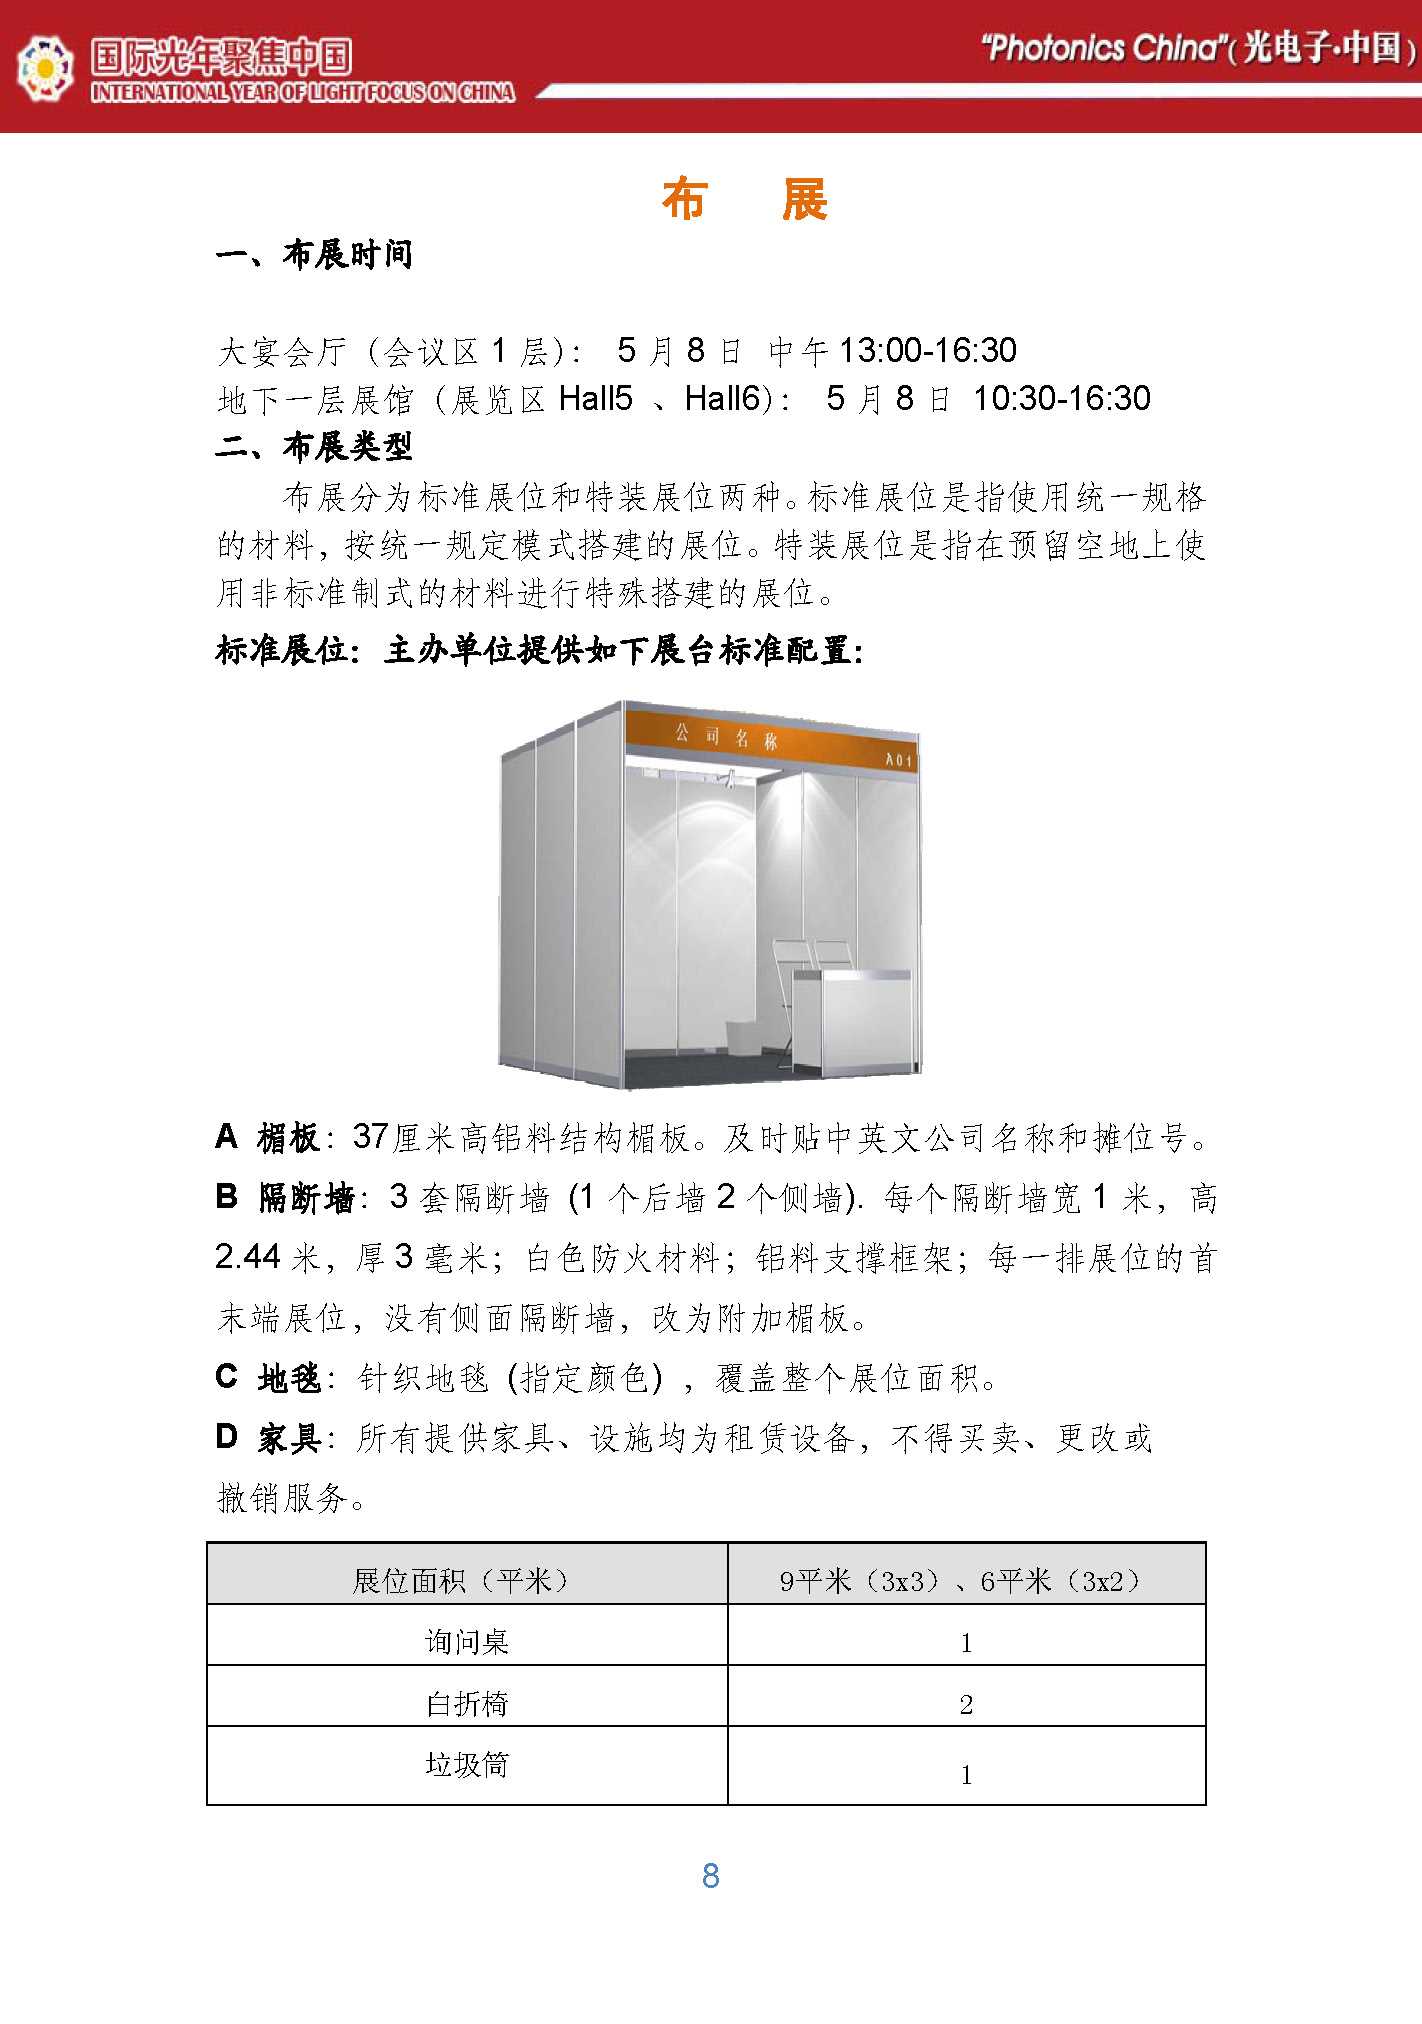 国际光年聚焦中国
INTERNATIONAL YEAR OF LIGHT FOCUS ON CHINA
“Photonics China”(光电子·中国)
布 展
一、布展时间
大宴会厅（会议区 1 层）： 5 月 8 日 中午 13:00-16:30
地下一层展馆（展览区 Hall5 、Hall6）： 5 月 8 日 10:30-16:30
二、布展类型
布展分为标准展位和特装展位两种。标准展位是指使用统一规格
的材料，按统一规定模式搭建的展位。特装展位是指在预留空地上使
用非标准制式的材料进行特殊搭建的展位。
标准展位：主办单位提供如下展台标准配置：
公司名称
A01
A 楣板：37厘米高铝料结构楣板。及时贴中英文公司名称和摊位号。
B 隔断墙：3 套隔断墙 (1 个后墙 2 个侧墙). 每个隔断墙宽 1 米，高
2.44 米，厚 3 毫米；白色防火材料；铝料支撑框架；每一排展位的首
末端展位，没有侧面隔断墙，改为附加楣板。
C 地毯：针织地毯 (指定颜色) ，覆盖整个展位面积。
D 家具：所有提供家具、设施均为租赁设备，不得买卖、更改或
撤销服务。
展位面积（平米） 9平米（3x3）、6平米（3x2）
询问桌 1
白折椅 2
垃圾筒 1
8